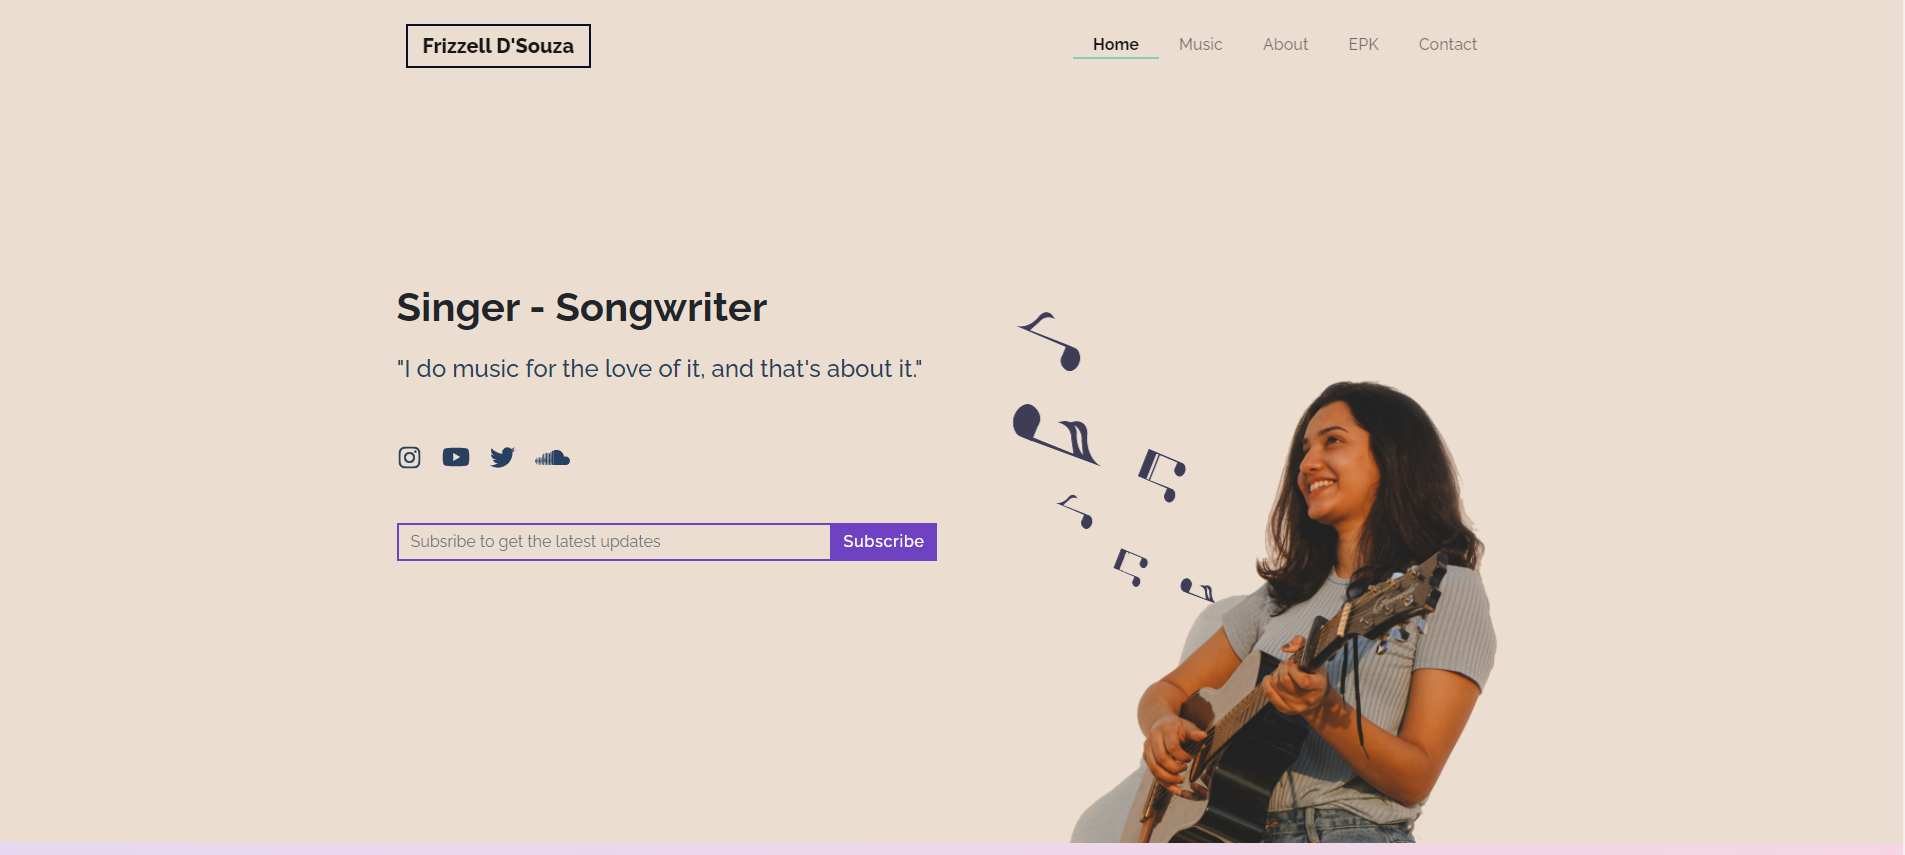 Frizzell D'Souza
Home Music About EPK Contact
Singer - Songwriter
"I do music for the love of it, and that's about it."
Subsribe to get the latest updates Subscribe